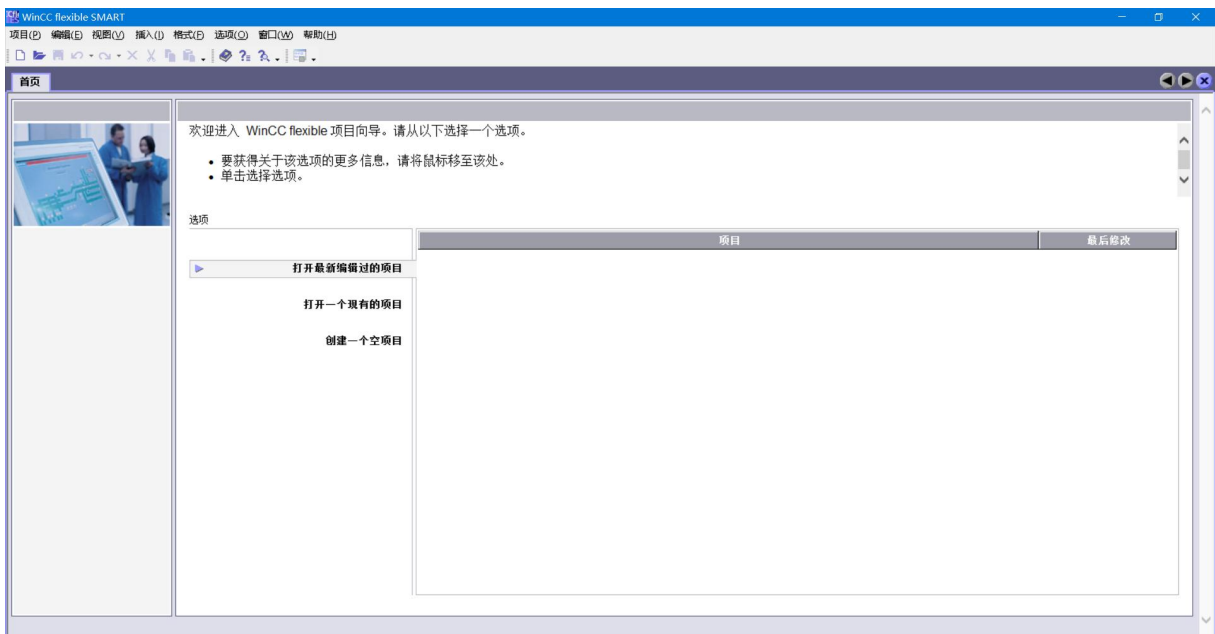 WinCC flexible SMART
项目(P) 编辑(E) 视图(V) 插入(I) 格式(F) 选项(O) 窗口(W) 帮助(H)
首页
欢迎进入 WinCC flexible 项目向导。请从以下选择一个选项。
• 要获得关于该选项的更多信息，请将鼠标移至该处。
• 单击选择选项。
选项
项目 最后修改
打开最新编辑过的项目
打开一个现有的项目
创建一个空项目